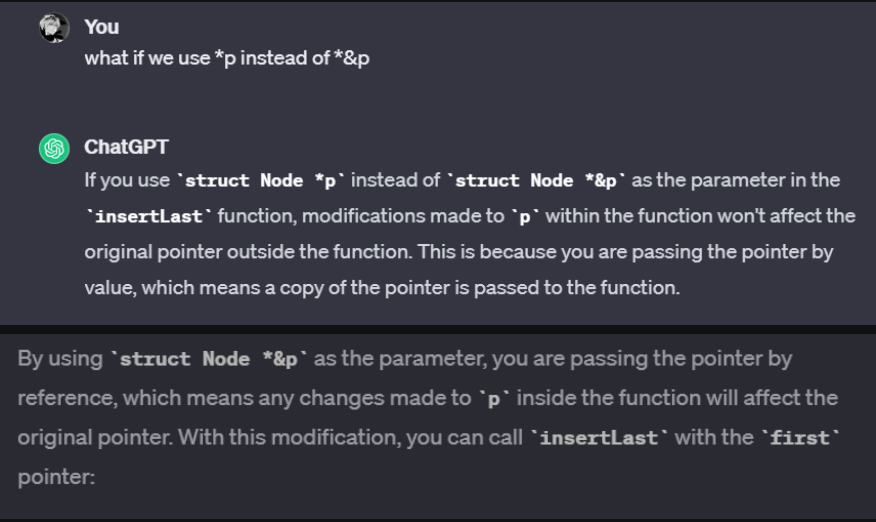 You
what if we use *p instead of *&p
ChatGPT
If you use `struct Node *p` instead of `struct Node *&p` as the parameter in the
`insertLast` function, modifications made to `p` within the function won't affect the
original pointer outside the function. This is because you are passing the pointer by
value, which means a copy of the pointer is passed to the function.
By using `struct Node *&p` as the parameter, you are passing the pointer by
reference, which means any changes made to `p` inside the function will affect the
original pointer. With this modification, you can call `insertLast` with the `first`
pointer: